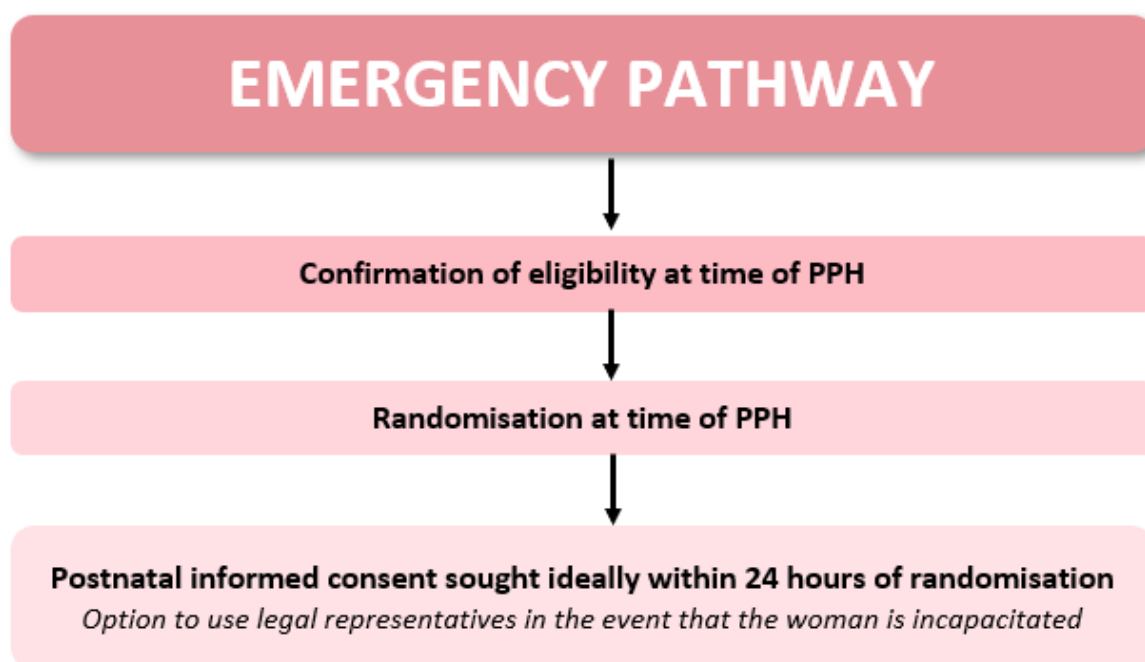 EMERGENCY PATHWAY
Confirmation of eligibility at time of PPH
Randomisation at time of PPH
Postnatal informed consent sought ideally within 24 hours of randomisation
Option to use legal representatives in the event that the woman is incapacitated